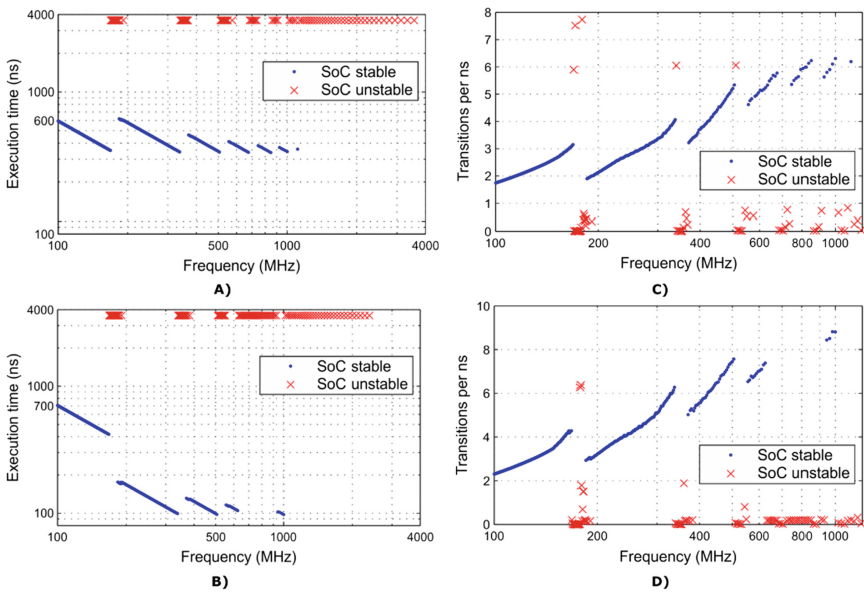 4000
1000
600
100
Execution time (ns)
SoC stable
SoC unstable
100
500
1000
4000
Frequency (MHz)
A)
8
7
6
5
4
3
2
1
0
Transitions per ns
SoC stable
SoC unstable
100
200
400
600
800
1000
Frequency (MHz)
C)
4000
1000
700
100
Execution time (ns)
SoC stable
SoC unstable
100
500
1000
4000
Frequency (MHz)
B)
10
8
6
4
2
0
Transitions per ns
SoC stable
SoC unstable
100
200
400
600
800
1000
Frequency (MHz)
D)